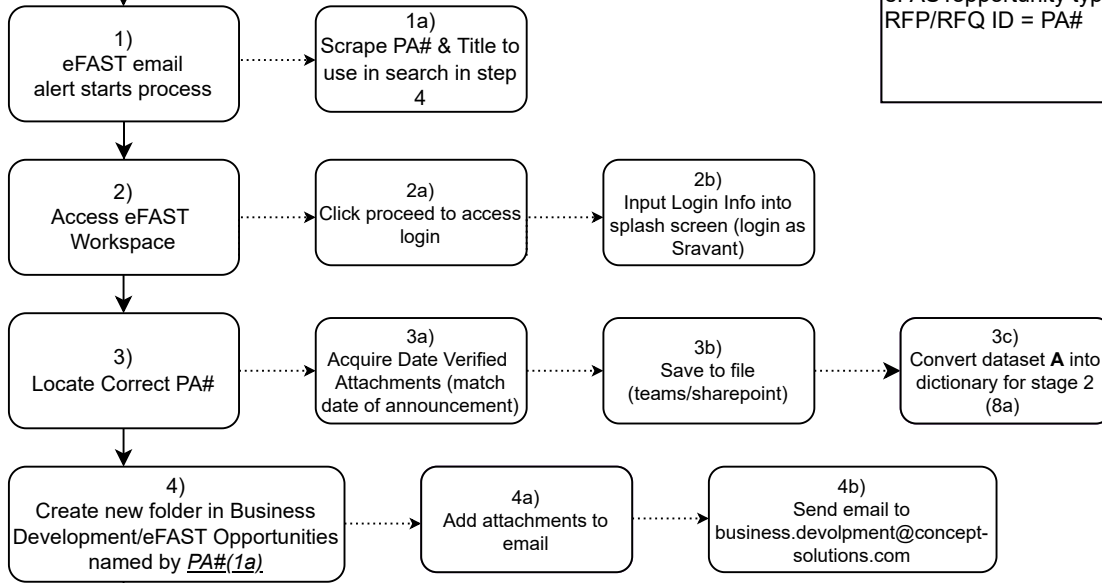 RFP/RFQ ID = PA#
1)
eFAST email
alert starts process
1a)
Scrape PA# & Title to
use in search in step
4
2)
Access eFAST
Workspace
2a)
Click proceed to access
login
2b)
Input Login Info into
splash screen (login as
Sravant)
3)
Locate Correct PA#
3a)
Acquire Date Verified
Attachments (match
date of announcement)
3b)
Save to file
(teams/sharepoint)
3c)
Convert dataset A into
dictionary for stage 2
(8a)
4)
Create new folder in Business
Development/eFAST Opportunities
named by PA#(1a)
4a)
Add attachments to
email
4b)
Send email to
business.devolpment@concept-
solutions.com